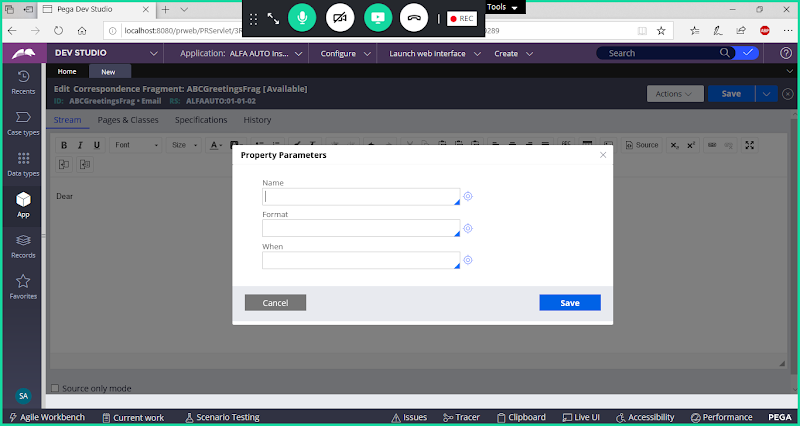 Pega Dev Studio
Tools
localhost:8080/prweb/PRServlet/3R
0289
REC
ABP
DEV STUDIO
Application: ALFA AUTO Ins...
Configure
Launch web interface
Create
Search
Home
New
Recents
Edit Correspondence Fragment: ABCGreetingsFrag [Available]
ID: ABCGreetingsFrag • Email RS: ALFAAUTO:01-01-02
Actions
Save
Case types
Stream
Pages & Classes
Specifications
History
B I U
Font
Size
A
Source
Data types
Property Parameters
Name
Dear
App
Format
When
Records
Favorites
Cancel
Save
Source only mode
SA
Agile Workbench
Current work
Scenario Testing
Issues
Tracer
Clipboard
Live UI
Accessibility
Performance
PEGA